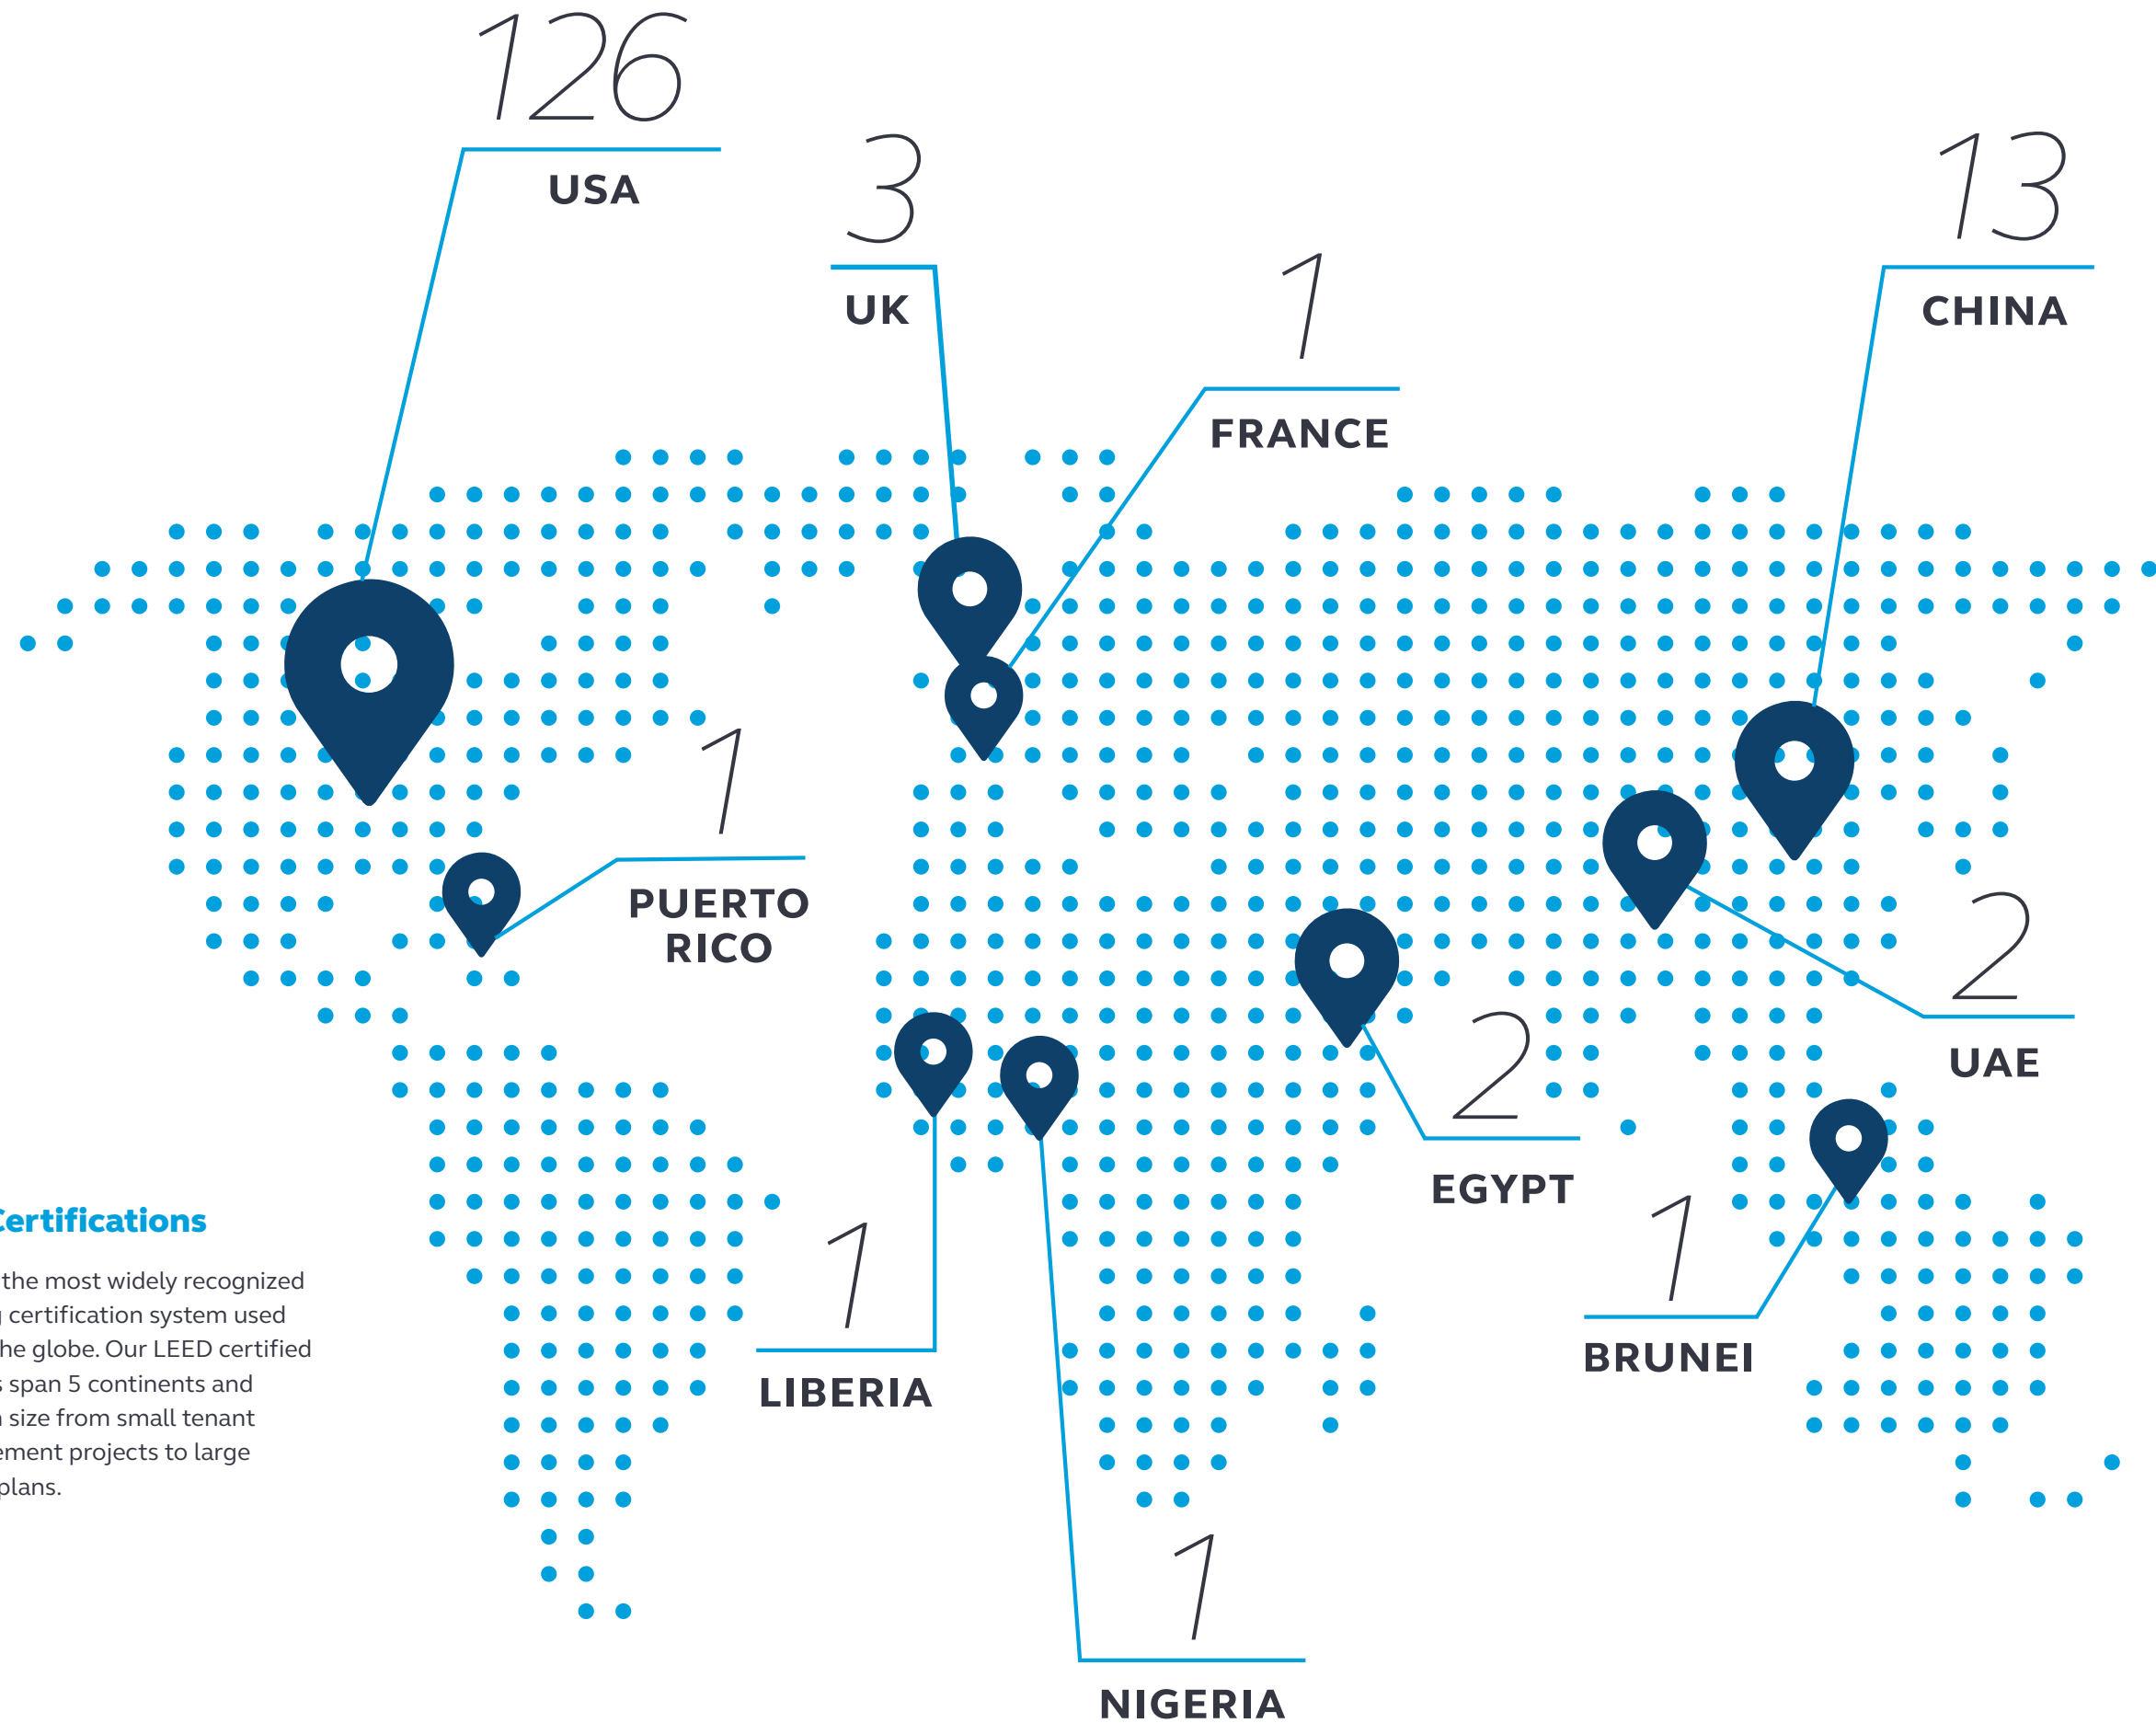 126
USA
3
UK
1
FRANCE
13
CHINA
1
PUERTO
RICO
2
UAE
2
EGYPT
1
BRUNEI
1
LIBERIA
1
NIGERIA
Certifications
the most widely recognized
certification system used
the globe. Our LEED certified
span 5 continents and
size from small tenant
projects to large
plans.